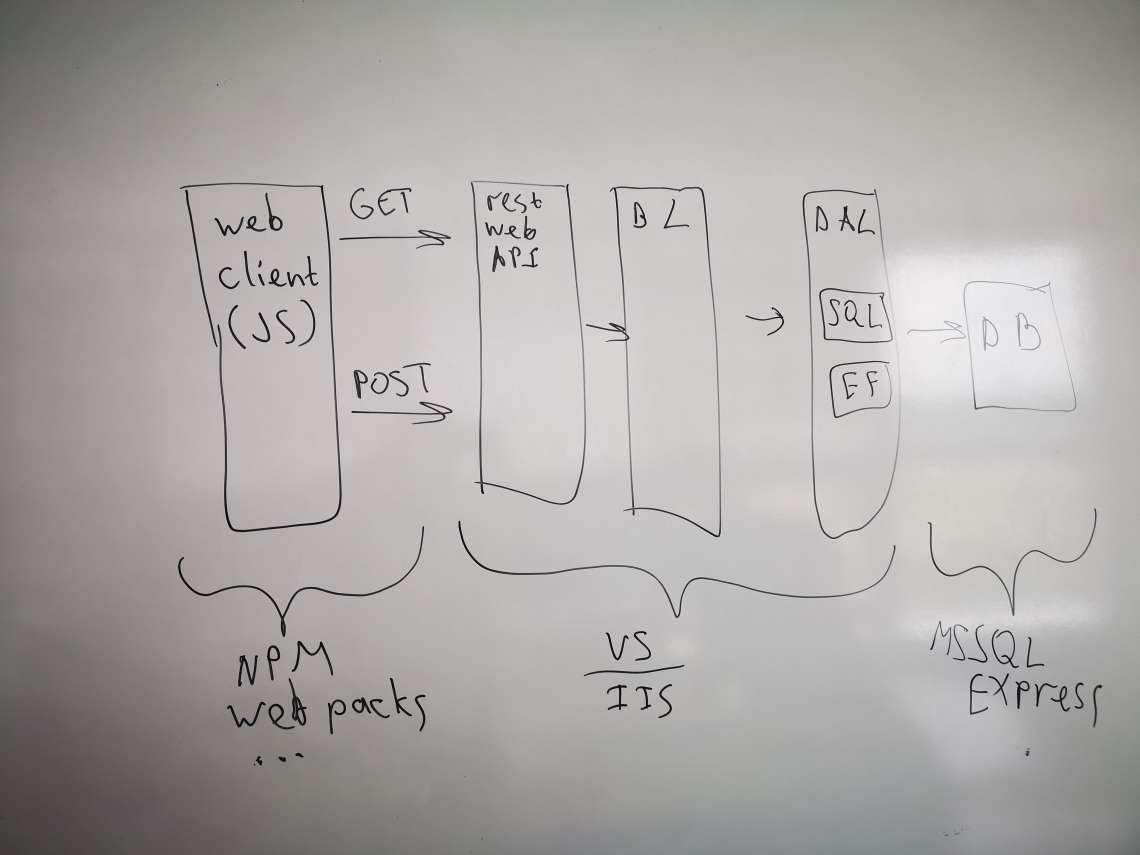 web
client
(JS)
GET
POST
rest
web
API
BL
DAL
SQL
EF
DB
NPM
web packs
...
VS
IIS
MSSQL
Express